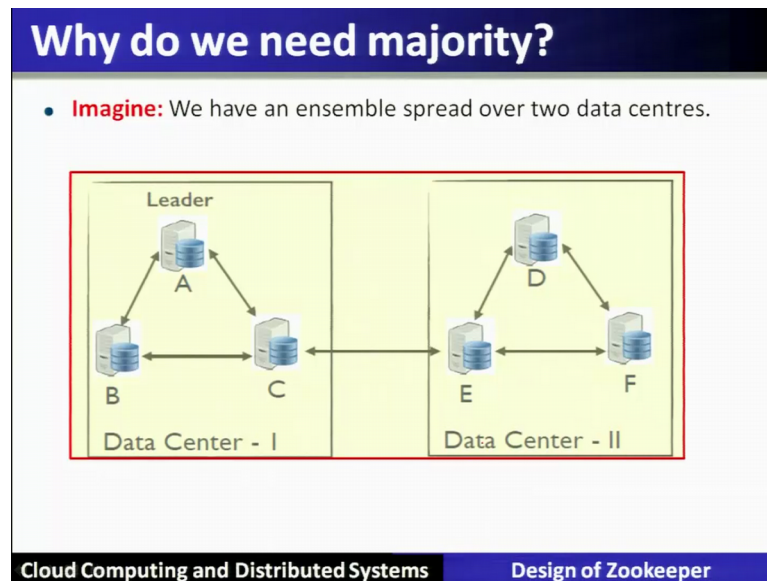 Why do we need majority?
• Imagine: We have an ensemble spread over two data centres.
Leader
A
B
C
Data Center - I
D
E
F
Data Center - II
Cloud Computing and Distributed Systems
Design of Zookeeper